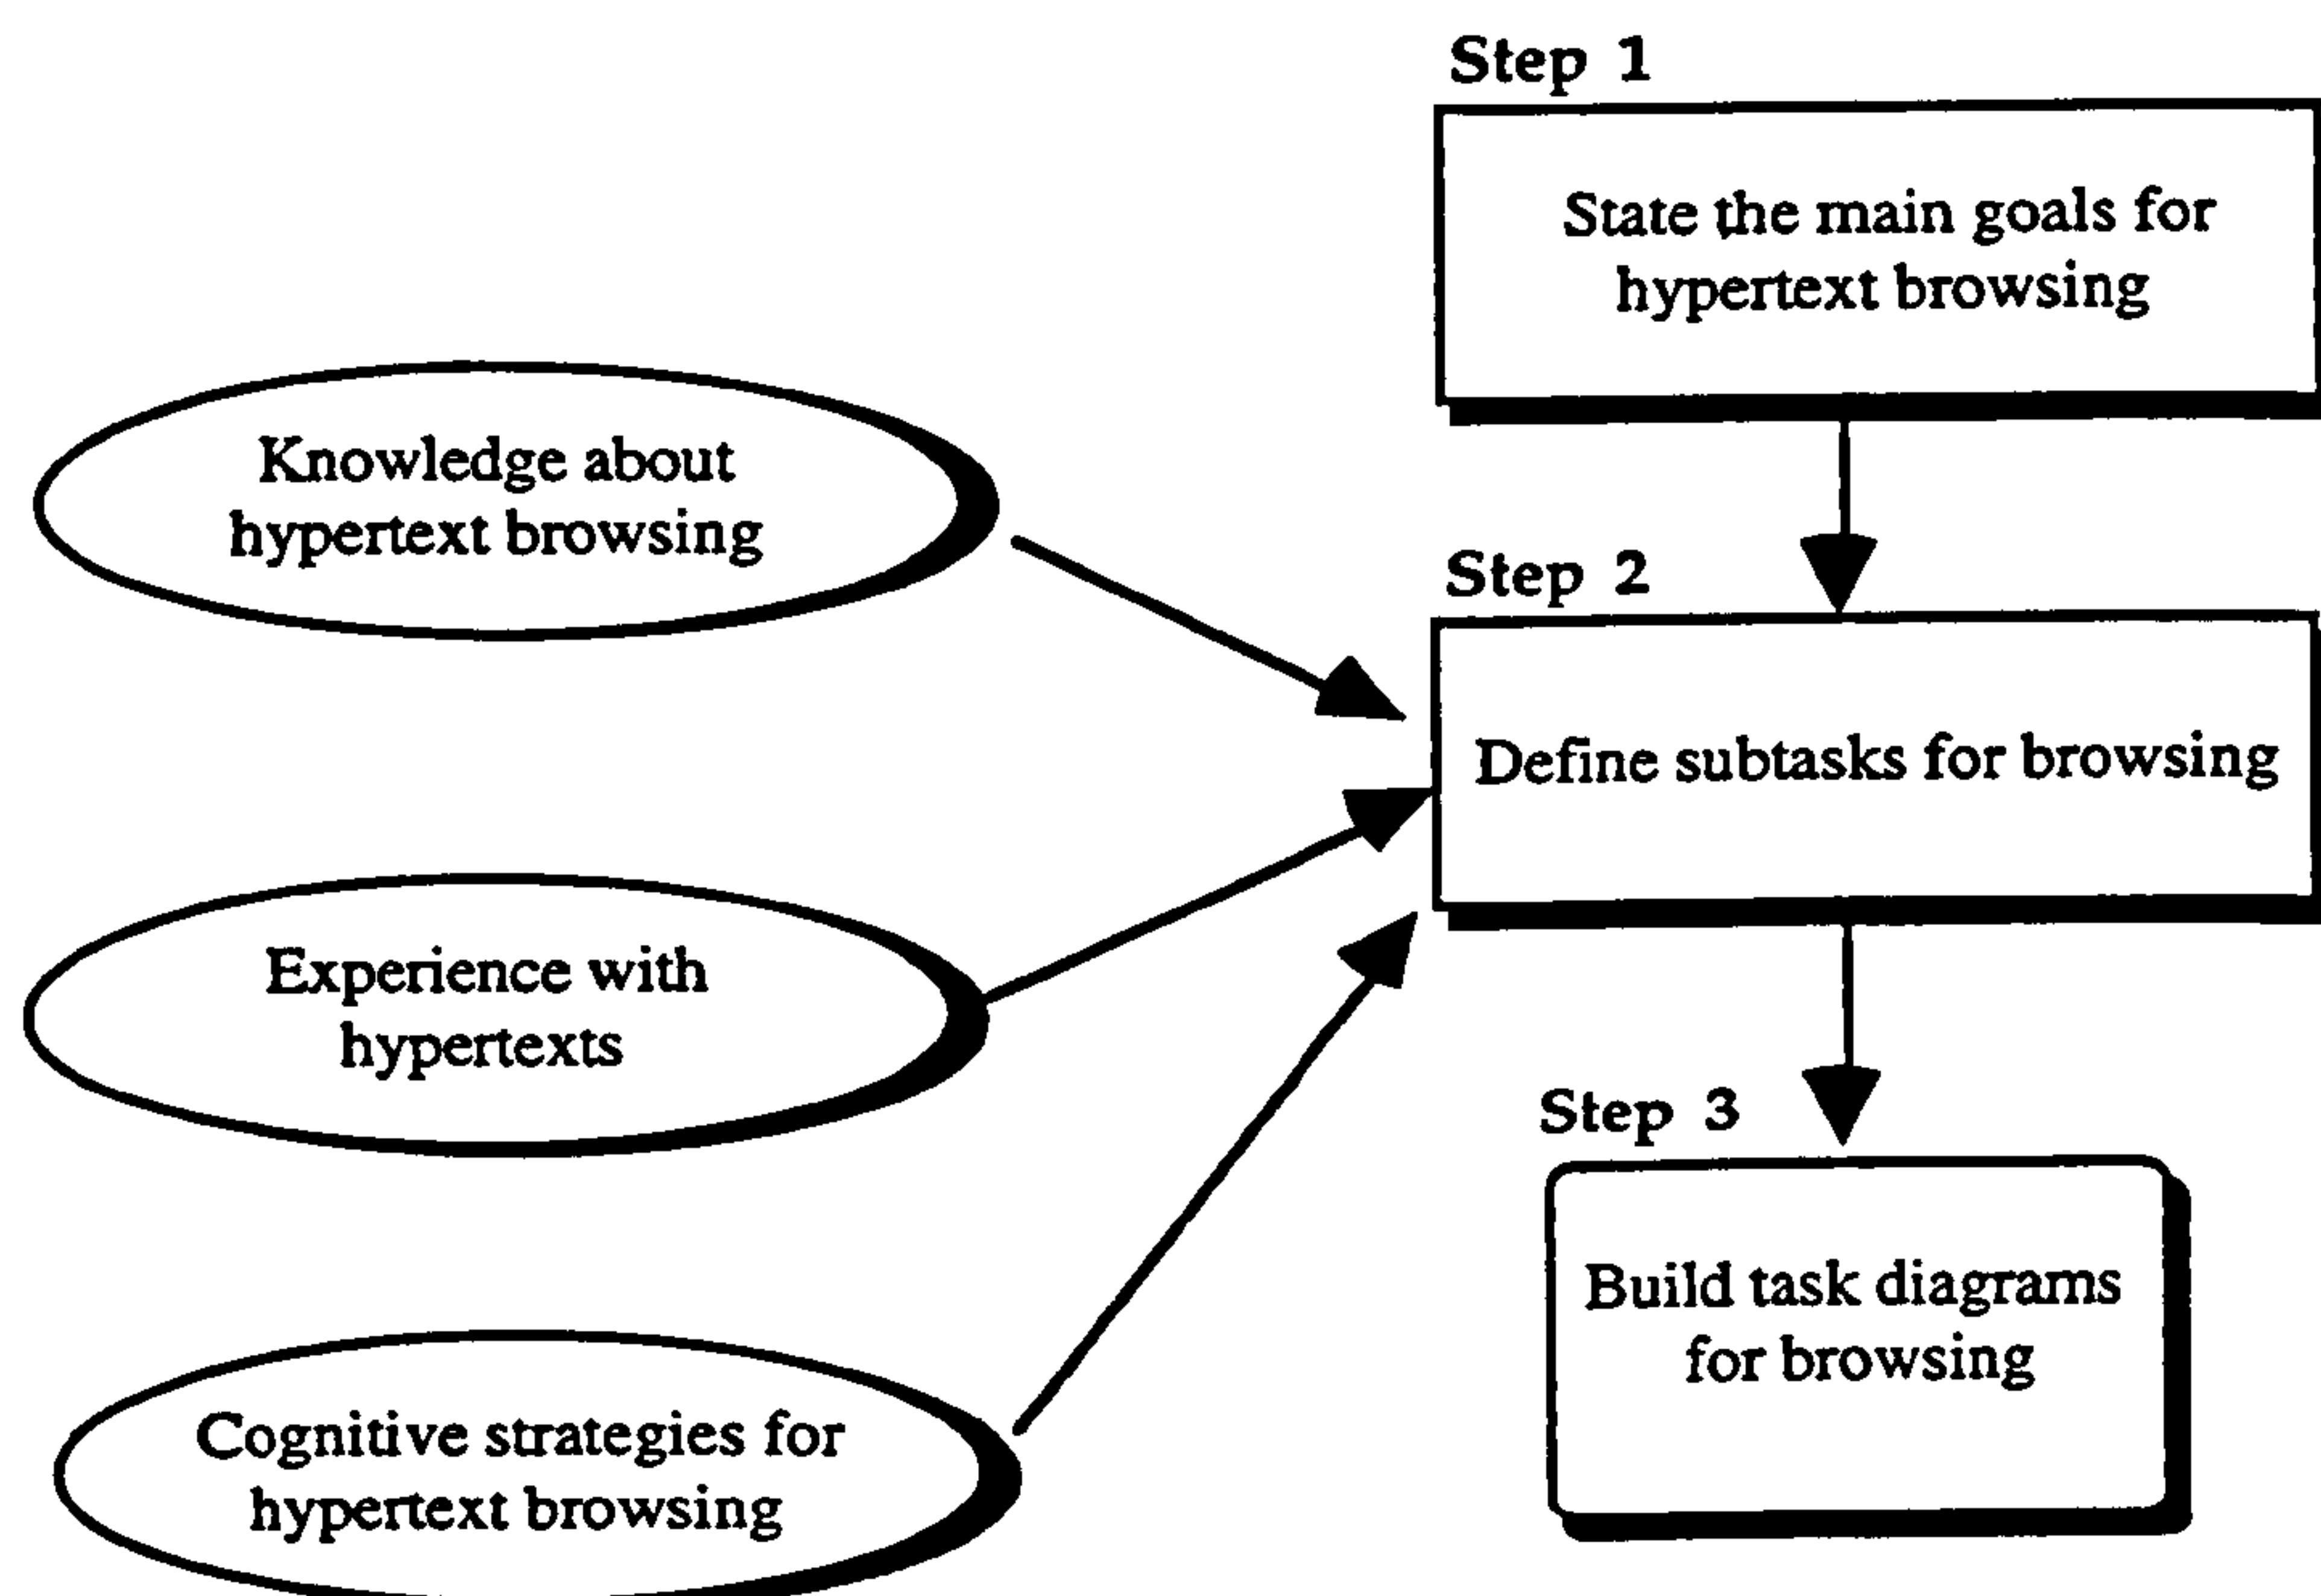 Step 1
State the main goals for
hypertext browsing
Knowledge about
hypertext browsing
Step 2
Define subtasks for browsing
Experience with
hypertexts
Step 3
Build task diagrams
for browsing
Cognitive strategies for
hypertext browsing